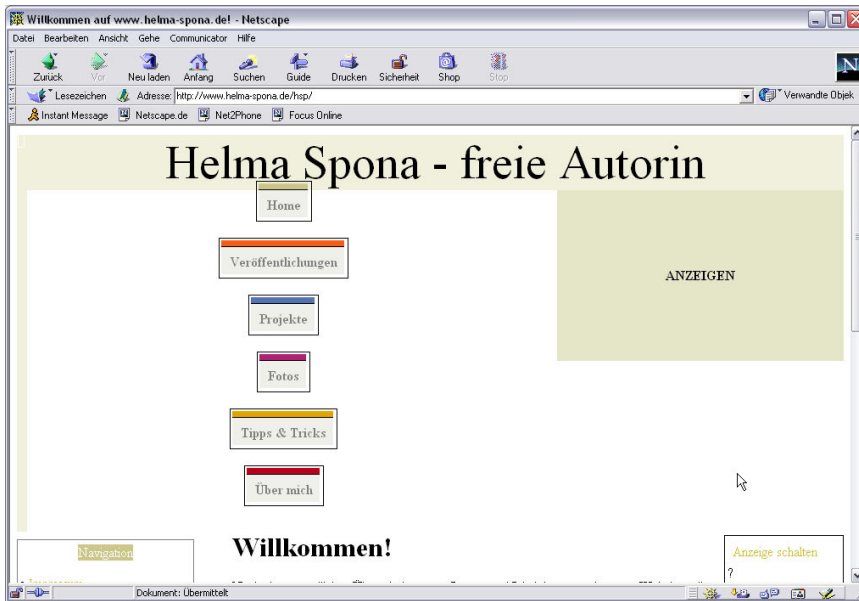 Willkommen auf www.helma-spona.de! - Netscape
Datei Bearbeiten Ansicht Gehe Communicator Hilfe
Zurück Vor Neu laden Anfang Suchen Guide Drucken Sicherheit Shop Stop
N
Lesezeichen Adresse: http://www.helma-spona.de/hsp/ Verwandte Objek
Instant Message Netscape.de Net2Phone Focus Online
Helma Spona - freie Autorin
Home
Veröffentlichungen
ANZEIGEN
Projekte
Fotos
Tipps & Tricks
Über mich
Navigation
Willkommen!
Anzeige schalten
?
Dokument: Übermittelt